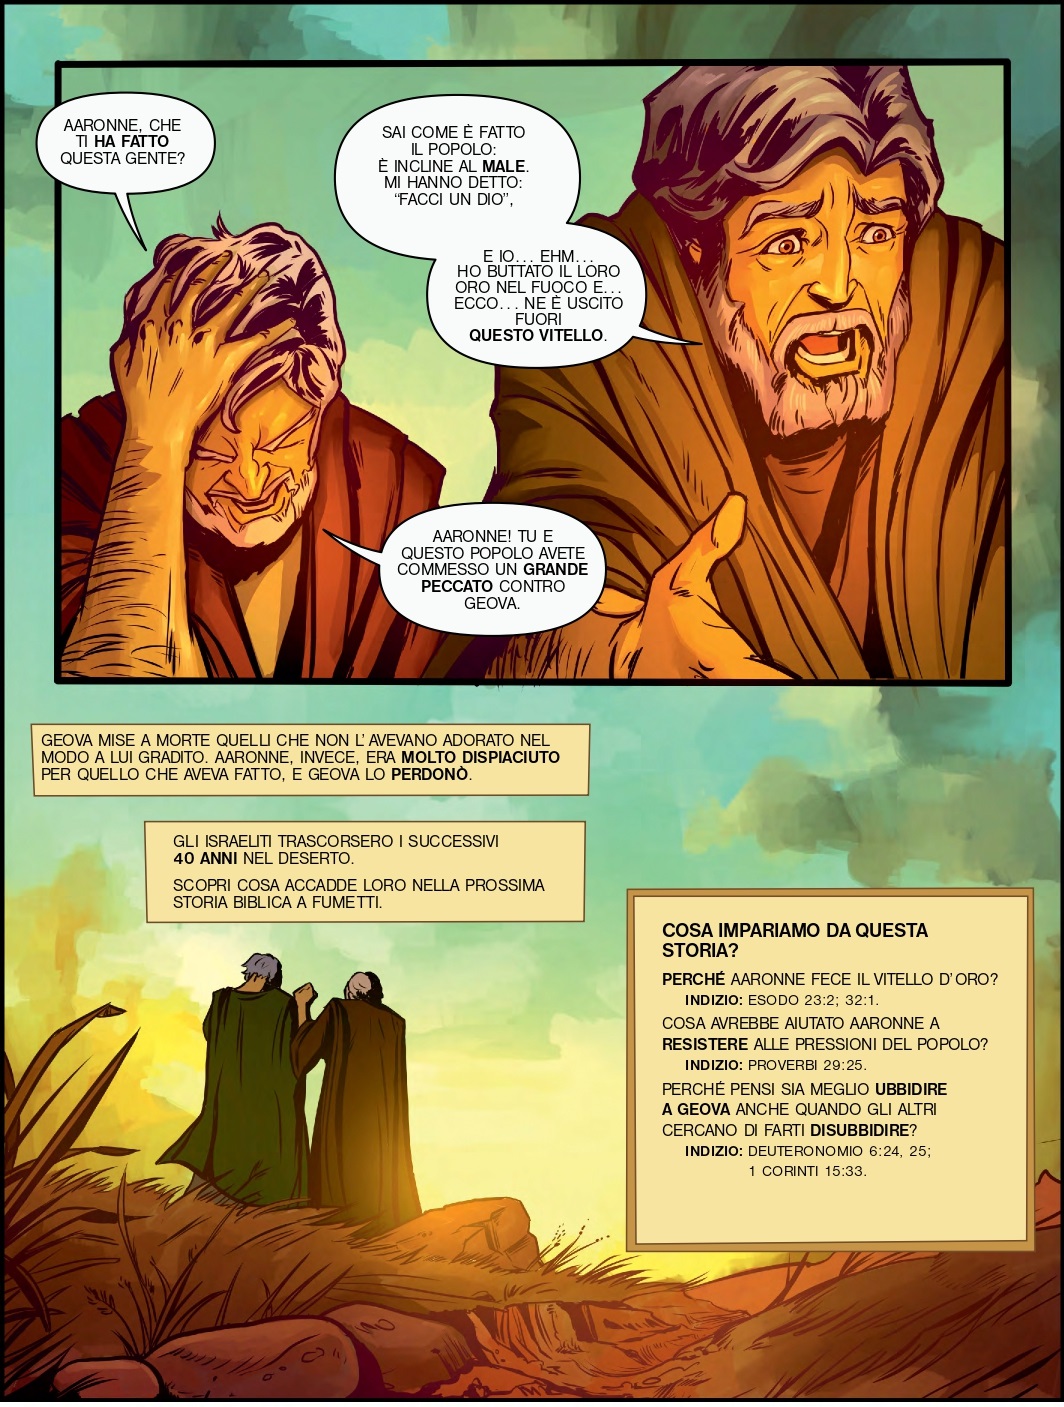 AARONNE, CHE
TI HA FATTO
QUESTA GENTE?
SAI COME È FATTO
IL POPOLO:
È INCLINE AL MALE.
MI HANNO DETTO:
“FACCI UN DIO”,
E IO... EHM...
HO BUTTATO IL LORO
ORO NEL FUOCO E...
ECCO... NE È USCITO
FUORI
QUESTO VITELLO.
AARONNE! TU E
QUESTO POPOLO AVETE
COMMESSO UN GRANDE
PECCATO CONTRO
GEOVA.
GEOVA MISE A MORTE QUELLI CHE NON L’AVEVANO ADORATO NEL
MODO A LUI GRADITO. AARONNE, INVECE, ERA MOLTO DISPIACIUTO
PER QUELLO CHE AVEVA FATTO, E GEOVA LO PERDONÒ.
GLI ISRAELITI TRASCORSERO I SUCCESSIVI
40 ANNI NEL DESERTO.
SCOPRI COSA ACCADDE LORO NELLA PROSSIMA
STORIA BIBLICA A FUMETTI.
COSA IMPARIAMO DA QUESTA
STORIA?
PERCHÉ AARONNE FECE IL VITELLO D’ORO?
INDIZIO: ESODO 23:2; 32:1.
COSA AVREBBE AIUTATO AARONNE A
RESISTERE ALLE PRESSIONI DEL POPOLO?
INDIZIO: PROVERBI 29:25.
PERCHÉ PENSI SIA MEGLIO UBBIDIRE
A GEOVA ANCHE QUANDO GLI ALTRI
CERCANO DI FARTI DISUBBIDIRE?
INDIZIO: DEUTERONOMIO 6:24, 25;
1 CORINTI 15:33.